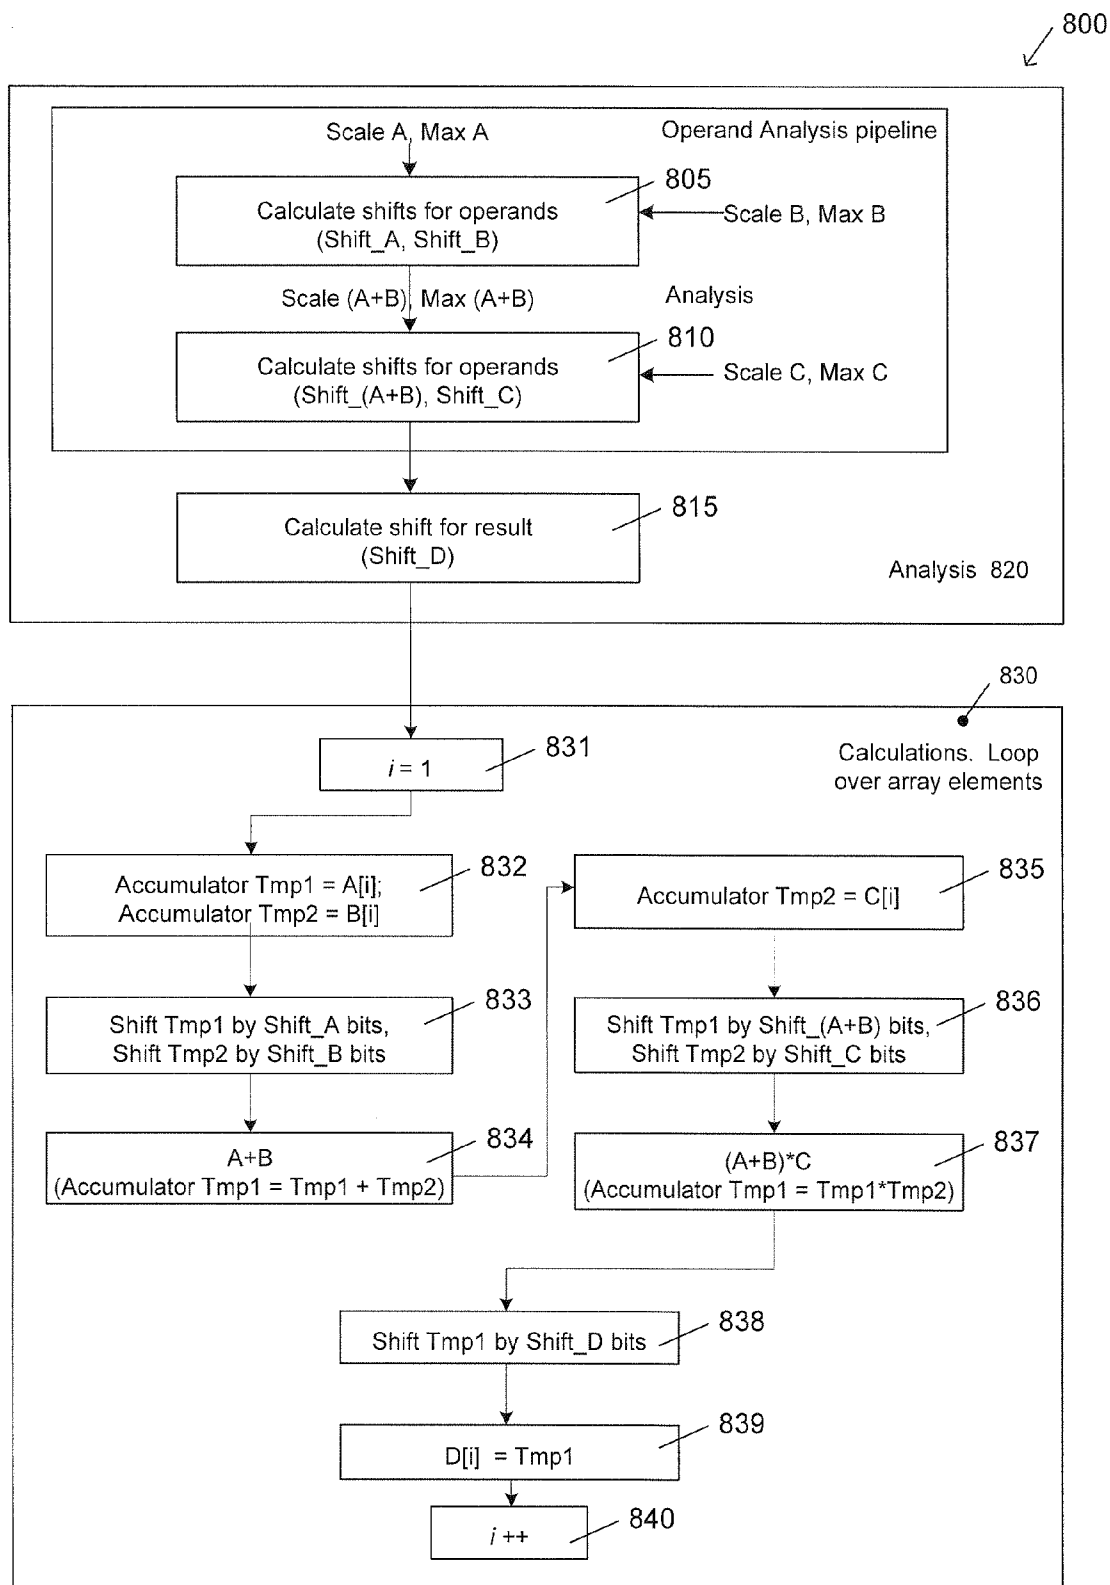 800
Scale A, Max A
Operand Analysis pipeline
805
Calculate shifts for operands
(Shift_A, Shift_B)
Scale B, Max B
Scale (A+B), Max (A+B)
Analysis
810
Calculate shifts for operands
(Shift_(A+B), Shift_C)
Scale C, Max C
815
Calculate shift for result
(Shift_D)
Analysis 820
830
Calculations. Loop
over array elements
831
i = 1
832
Accumulator Tmp1 = A[i];
Accumulator Tmp2 = B[i]
833
Shift Tmp1 by Shift_A bits,
Shift Tmp2 by Shift_B bits
834
A+B
(Accumulator Tmp1 = Tmp1 + Tmp2)
835
Accumulator Tmp2 = C[i]
836
Shift Tmp1 by Shift_(A+B) bits,
Shift Tmp2 by Shift_C bits
837
(A+B)*C
(Accumulator Tmp1 = Tmp1*Tmp2)
838
Shift Tmp1 by Shift_D bits
839
D[i] = Tmp1
840
i ++